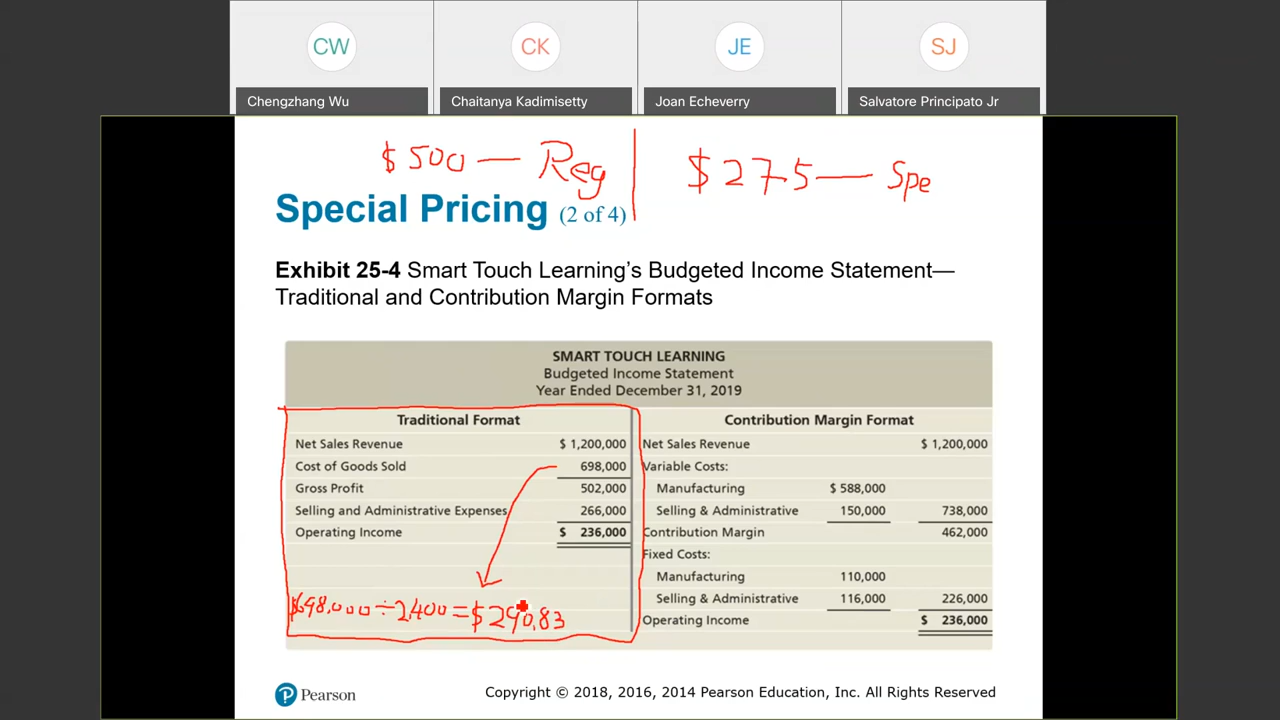 CW CK JE SJ
Chengzhang Wu Chaitanya Kadimisetty Joan Echeverry Salvatore Principato Jr
$500 — Reg $275 — Spe
Special Pricing (2 of 4)
Exhibit 25-4 Smart Touch Learning’s Budgeted Income Statement—
Traditional and Contribution Margin Formats
SMART TOUCH LEARNING
Budgeted Income Statement
Year Ended December 31, 2019
Traditional Format Contribution Margin Format
Net Sales Revenue $ 1,200,000 Net Sales Revenue $ 1,200,000
Cost of Goods Sold 698,000 Variable Costs:
Gross Profit 502,000 Manufacturing $ 588,000
Selling and Administrative Expenses 266,000 Selling & Administrative 150,000 738,000
Operating Income $ 236,000 Contribution Margin 462,000
Fixed Costs:
Manufacturing 110,000
$698,000 ÷ 2,400 = $290.83 Selling & Administrative 116,000 226,000
Operating Income $ 236,000
P Pearson Copyright © 2018, 2016, 2014 Pearson Education, Inc. All Rights Reserved